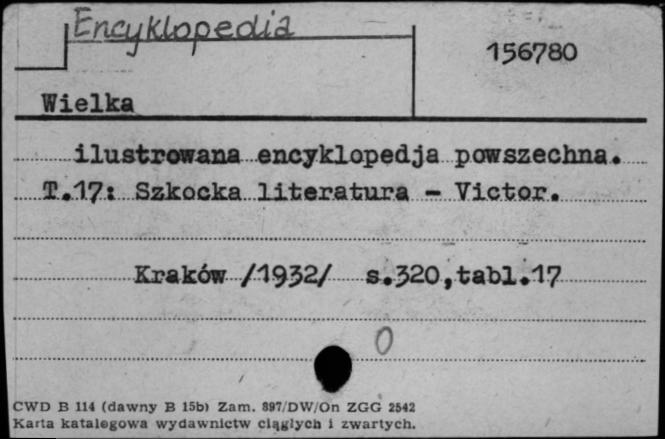 Encyklopedia
156780
Wielka
ilustrowana encyklopedja powszechna.
T.17: Szkocka literatura - Victor.
Kraków /1932/ s.320,tabl.17
0
CWD B 114 (dawny B 15b) Zam. 897/DW/On ZGG 2542
Karta katalogowa wydawnictw ciągłych i zwartych.